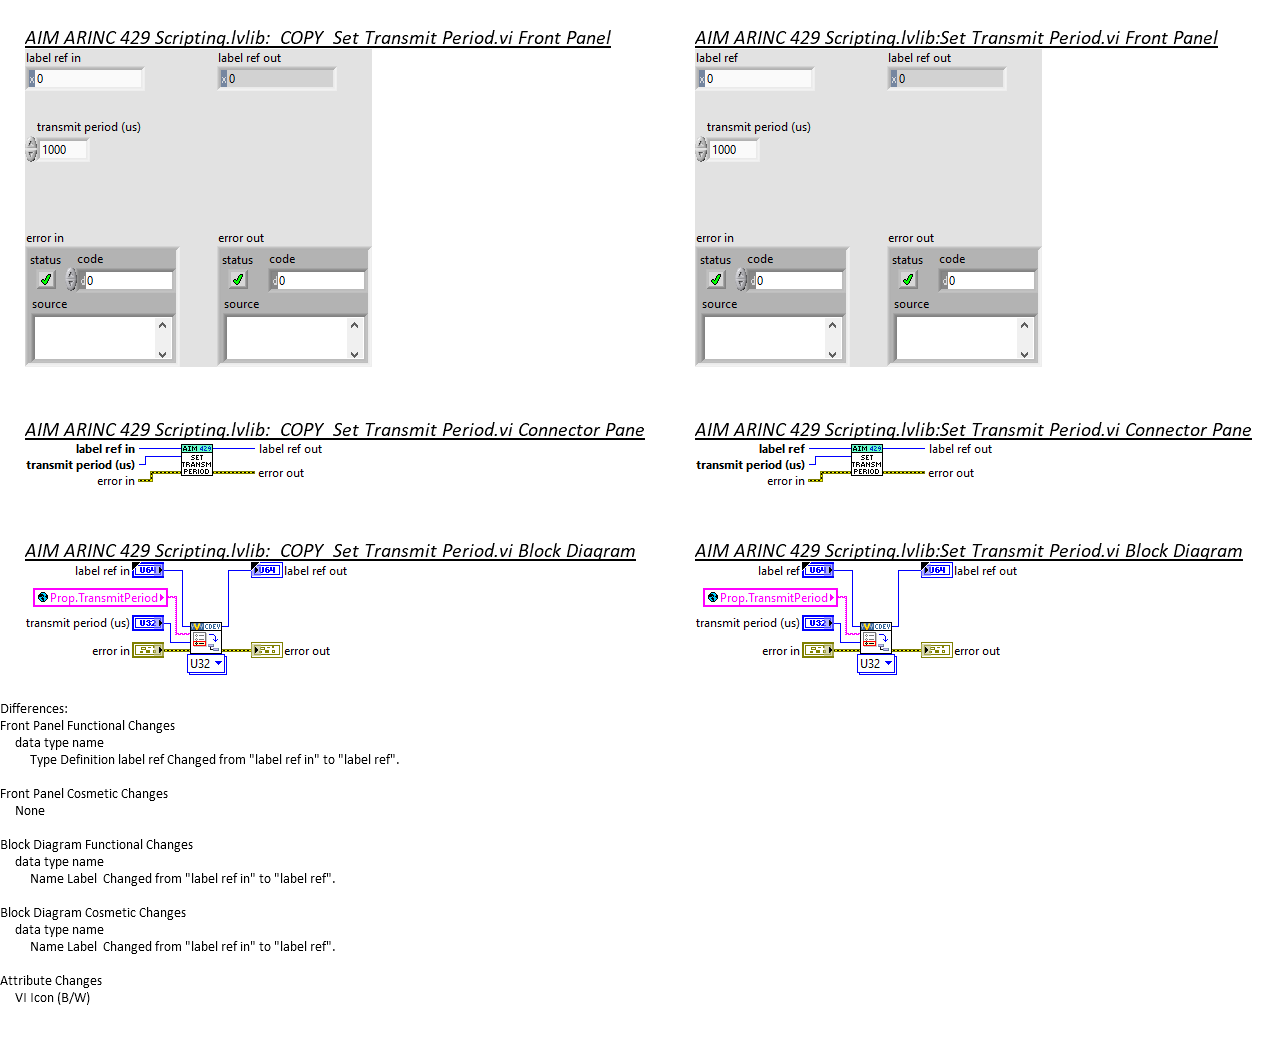 AIM ARINC 429 Scripting.lvlib:  COPY  Set Transmit Period.vi Front Panel
label ref in
0
label ref out
0
transmit period (us)
1000
error in
status
code
d0
source
error out
status
code
d0
source
AIM ARINC 429 Scripting.lvlib:Set Transmit Period.vi Front Panel
label ref
0
label ref out
0
transmit period (us)
1000
error in
status
code
d0
source
error out
status
code
d0
source
AIM ARINC 429 Scripting.lvlib:  COPY  Set Transmit Period.vi Connector Pane
label ref in
transmit period (us)
error in
AIM 429
SET
TRANSM
PERIOD
label ref out
error out
AIM ARINC 429 Scripting.lvlib:Set Transmit Period.vi Connector Pane
label ref
transmit period (us)
error in
AIM 429
SET
TRANSM
PERIOD
label ref out
error out
AIM ARINC 429 Scripting.lvlib:  COPY  Set Transmit Period.vi Block Diagram
label ref in
U64
U64
label ref out
Prop.TransmitPeriod
transmit period (us)
U32
CDEV
error in
error out
U32
AIM ARINC 429 Scripting.lvlib:Set Transmit Period.vi Block Diagram
label ref
U64
U64
label ref out
Prop.TransmitPeriod
transmit period (us)
U32
CDEV
error in
error out
U32
Differences:
Front Panel Functional Changes
data type name
Type Definition label ref Changed from "label ref in" to "label ref".
Front Panel Cosmetic Changes
None
Block Diagram Functional Changes
data type name
Name Label  Changed from "label ref in" to "label ref".
Block Diagram Cosmetic Changes
data type name
Name Label  Changed from "label ref in" to "label ref".
Attribute Changes
VI Icon (B/W)